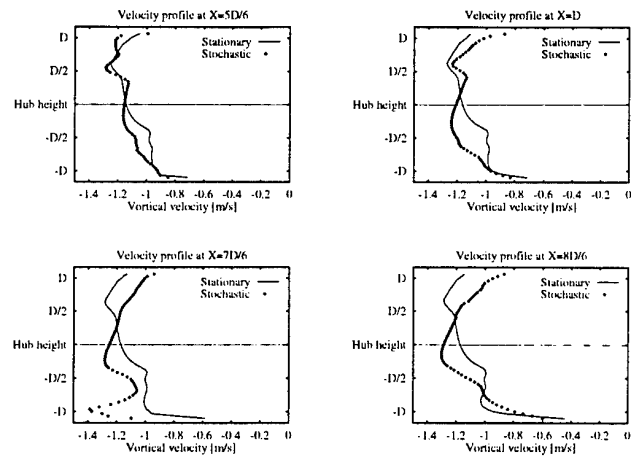 Velocity profile at X=5D/6
D
D/2
Hub height
-D/2
-D
Stationary
Stochastic
-1.4 -1.2 -1 -0.8 -0.6 -0.4 -0.2 0
Vortical velocity [m/s]
Velocity profile at X=D
D
D/2
Hub height
-D/2
-D
Stationary
Stochastic
-1.4 -1.2 -1 -0.8 -0.6 -0.4 -0.2 0
Vortical velocity [m/s]
Velocity profile at X=7D/6
D
D/2
Hub height
-D/2
-D
Stationary
Stochastic
-1.4 -1.2 -1 -0.8 -0.6 -0.4 -0.2 0
Vortical velocity [m/s]
Velocity profile at X=8D/6
D
D/2
Hub height
-D/2
-D
Stationary
Stochastic
-1.4 -1.2 -1 -0.8 -0.6 -0.4 -0.2 0
Vortical velocity [m/s]